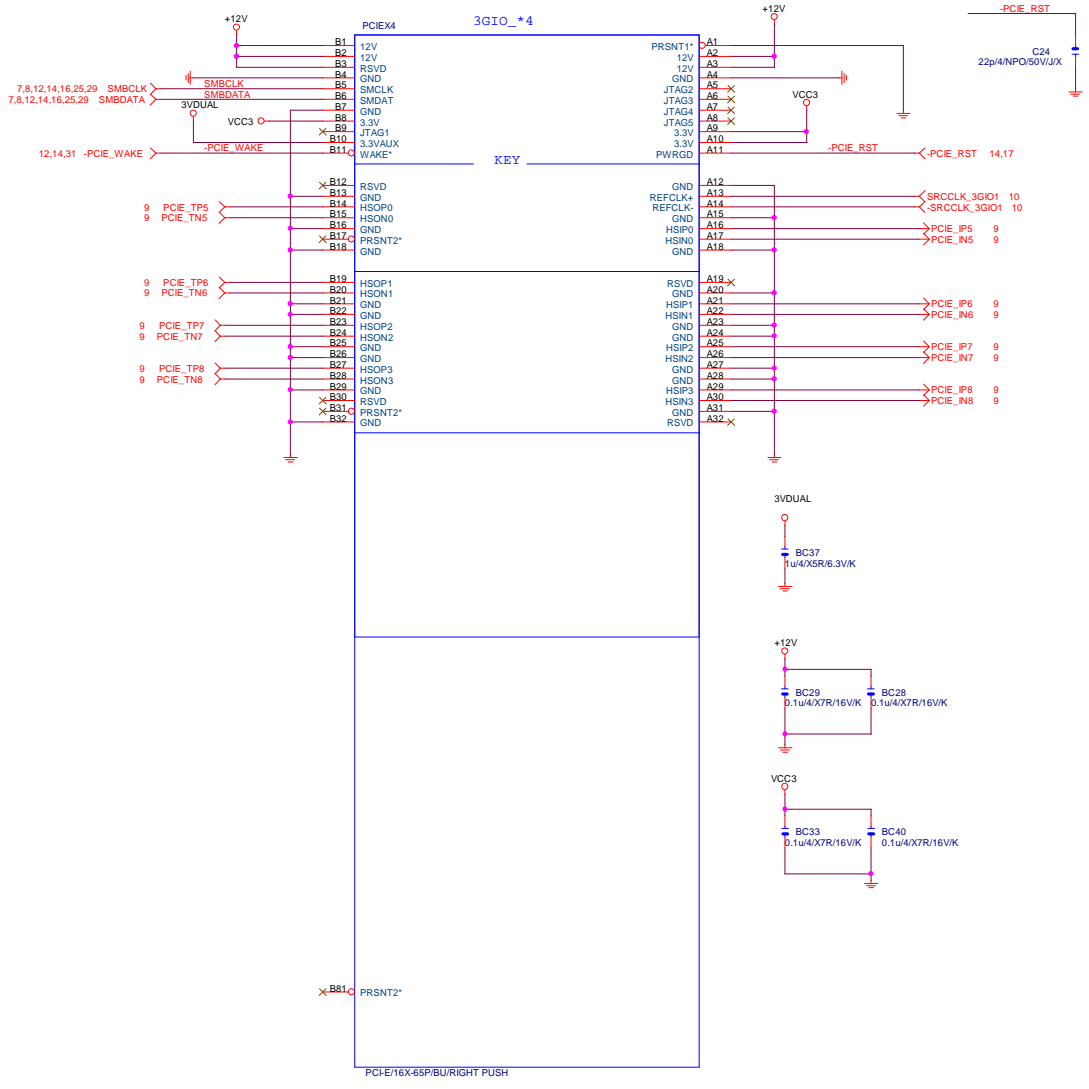 3GIO_*4
PCIEX4
+12V
+12V
-PCIE_RST
C24
22p/4/NPO/50V/J/X
B1 12V
B2 12V
B3 RSVD
B4 GND
7,8,12,14,16,25,29 SMBCLK SMBCLK B5 SMCLK
7,8,12,14,16,25,29 SMBDATA SMBDATA B6 SMDAT
3VDUAL B7 GND
VCC3 B8 3.3V
B9 JTAG1
B10 3.3VAUX
12,14,31 -PCIE_WAKE -PCIE_WAKE B11 WAKE*
PRSNT1* A1
12V A2
12V A3
GND A4
JTAG2 A5
JTAG3 A6
JTAG4 A7
JTAG5 A8
VCC3
3.3V A9
3.3V A10
PWRGD A11 -PCIE_RST -PCIE_RST 14,17
KEY
B12 RSVD
B13 GND
9 PCIE_TP5 B14 HSOP0
9 PCIE_TN5 B15 HSON0
B16 GND
B17 PRSNT2*
B18 GND
GND A12
REFCLK+ A13 SRCCLK_3GIO1 10
REFCLK- A14 -SRCCLK_3GIO1 10
GND A15
HSIP0 A16 PCIE_IP5 9
HSIN0 A17 PCIE_IN5 9
GND A18
9 PCIE_TP6 B19 HSOP1
9 PCIE_TN6 B20 HSON1
B21 GND
B22 GND
9 PCIE_TP7 B23 HSOP2
9 PCIE_TN7 B24 HSON2
B25 GND
B26 GND
9 PCIE_TP8 B27 HSOP3
9 PCIE_TN8 B28 HSON3
B29 GND
B30 RSVD
B31 PRSNT2*
B32 GND
RSVD A19
GND A20
HSIP1 A21 PCIE_IP6 9
HSIN1 A22 PCIE_IN6 9
GND A23
GND A24
HSIP2 A25 PCIE_IP7 9
HSIN2 A26 PCIE_IN7 9
GND A27
GND A28
HSIP3 A29 PCIE_IP8 9
HSIN3 A30 PCIE_IN8 9
GND A31
RSVD A32
3VDUAL
BC37
1u/4/X5R/6.3V/K
+12V
BC29
0.1u/4/X7R/16V/K
BC28
0.1u/4/X7R/16V/K
VCC3
BC33
0.1u/4/X7R/16V/K
BC40
0.1u/4/X7R/16V/K
B81 PRSNT2*
PCI-E/16X-65P/BU/RIGHT PUSH